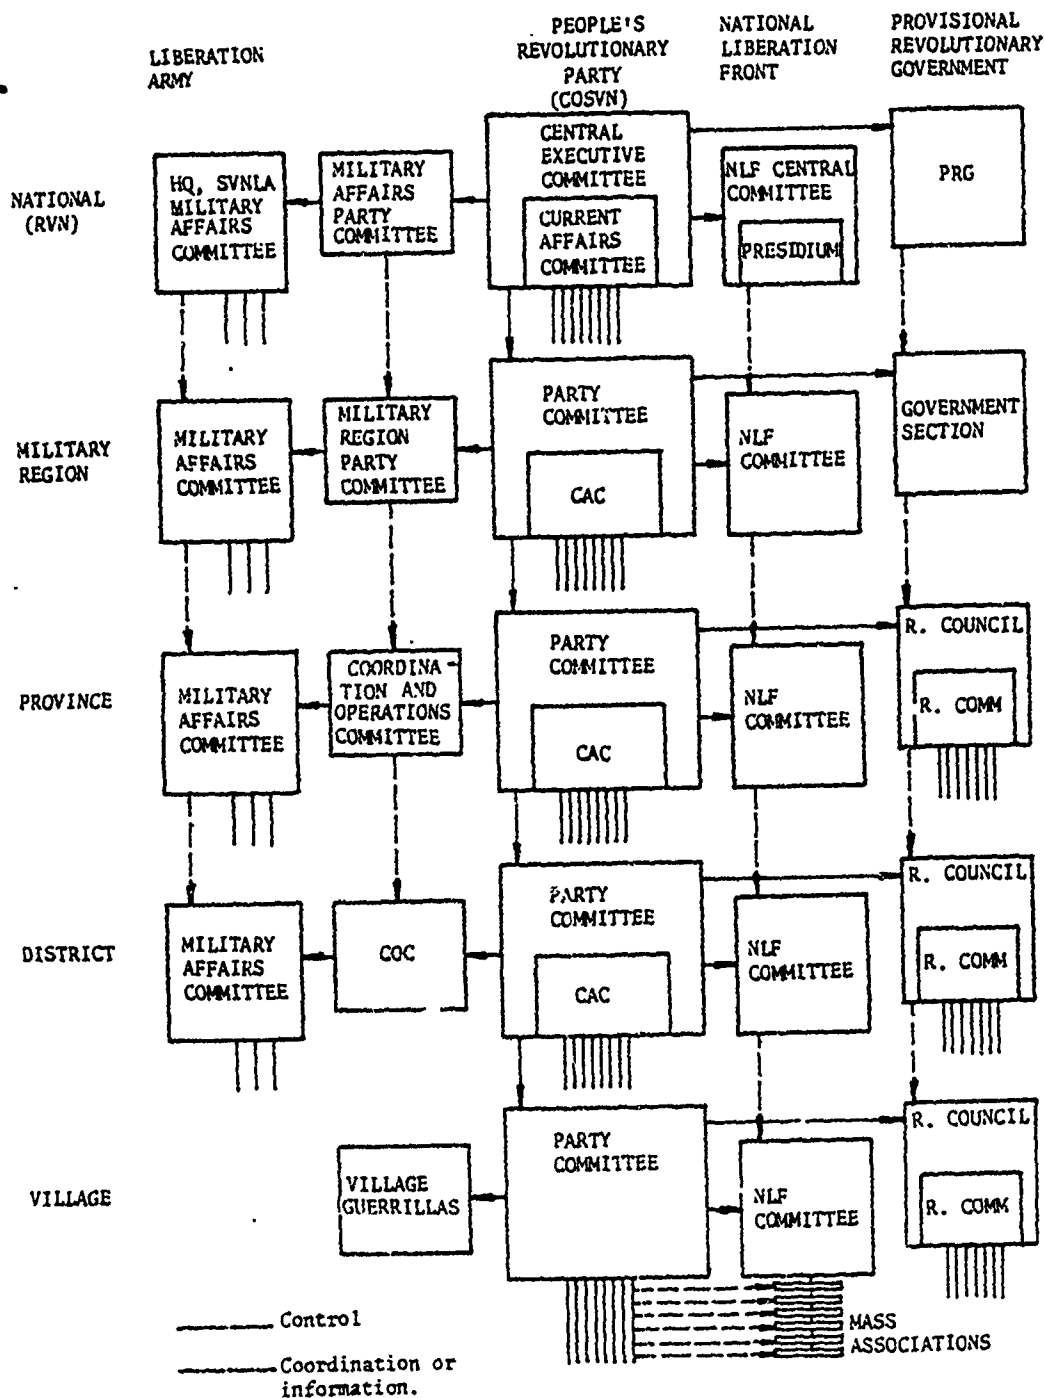 LIBERATION
ARMY
PEOPLE'S
REVOLUTIONARY
PARTY
(COSVN)
NATIONAL
LIBERATION
FRONT
PROVISIONAL
REVOLUTIONARY
GOVERNMENT
NATIONAL
(RVN)
HQ, SVNLA
MILITARY
AFFAIRS
COMMITTEE
MILITARY
AFFAIRS
PARTY
COMMITTEE
CENTRAL
EXECUTIVE
COMMITTEE
CURRENT
AFFAIRS
COMMITTEE
NLF CENTRAL
COMMITTEE
PRESIDIUM
PRG
MILITARY
REGION
MILITARY
AFFAIRS
COMMITTEE
MILITARY
REGION
PARTY
COMMITTEE
PARTY
COMMITTEE
CAC
NLF
COMMITTEE
GOVERNMENT
SECTION
PROVINCE
MILITARY
AFFAIRS
COMMITTEE
COORDINA-
TION AND
OPERATIONS
COMMITTEE
PARTY
COMMITTEE
CAC
NLF
COMMITTEE
R. COUNCIL
R. COMM
DISTRICT
MILITARY
AFFAIRS
COMMITTEE
COC
PARTY
COMMITTEE
CAC
NLF
COMMITTEE
R. COUNCIL
R. COMM
VILLAGE
VILLAGE
GUERRILLAS
PARTY
COMMITTEE
NLF
COMMITTEE
R. COUNCIL
R. COMM
MASS
ASSOCIATIONS
Control
Coordination or
information.